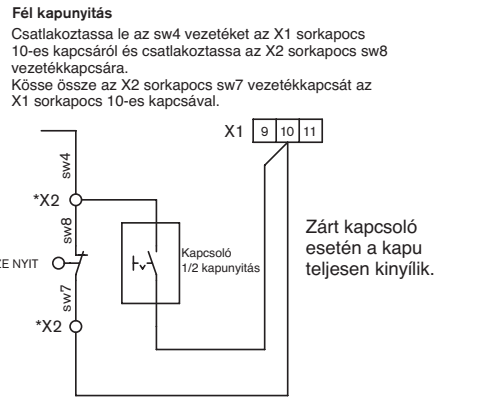 Fél kapunyitás
Csatlakoztassa le az sw4 vezetéket az X1 sorkapocs
10-es kapcsáról és csatlakoztassa az X2 sorkapocs sw8
vezetékkapcsára.
Kösse össze az X2 sorkapocs sw7 vezetékkapcsát az
X1 sorkapocs 10-es kapcsával.
X1 9 10 11
sw4
*X2
sw8
ZE NYIT
Kapcsoló
1/2 kapunyitás
Zárt kapcsoló
esetén a kapu
teljesen kinyílik.
sw7
*X2